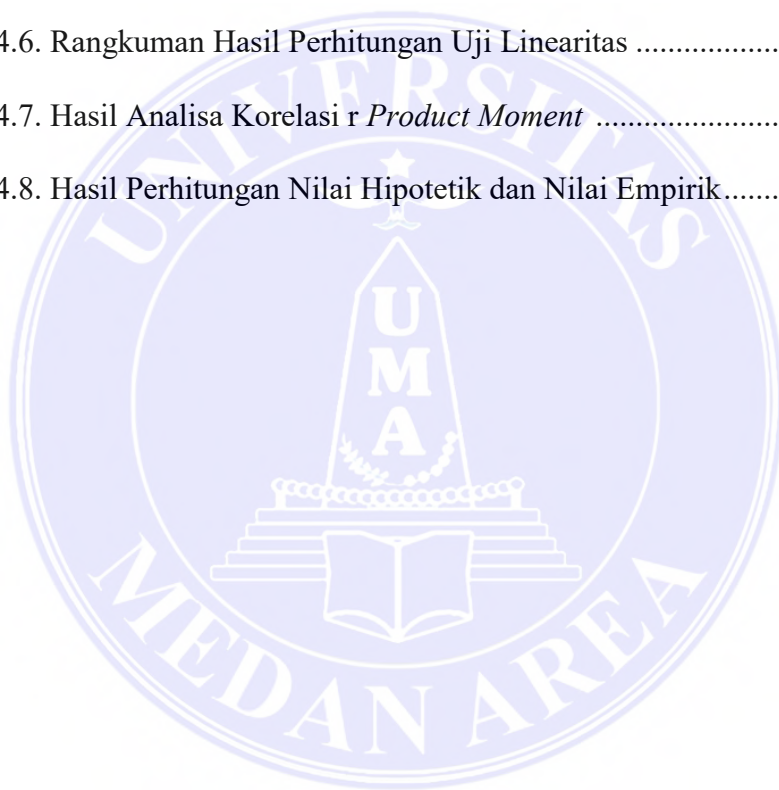 4.6. Rangkuman Hasil Perhitungan Uji Linearitas ..................
4.7. Hasil Analisa Korelasi r Product Moment .......................
4.8. Hasil Perhitungan Nilai Hipotetik dan Nilai Empirik.......
UNIVERSITAS
U
M
A
MEDAN AREA